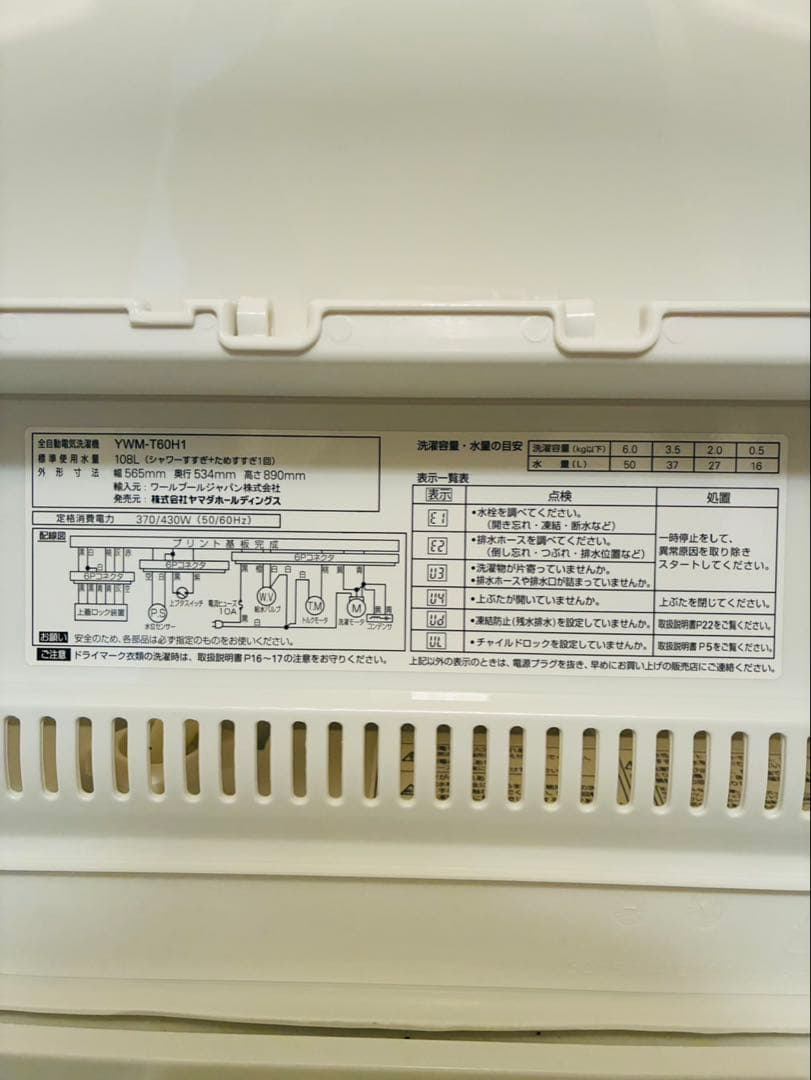 全自動電気洗濯機 YWM-T60H1
標準使用水量 108L（シャワーすすぎ+ためすすぎ1回）
外形寸法 幅565mm 奥行534mm 高さ890mm
輸入元：ワールプールジャパン株式会社
発売元：株式会社ヤマダホールディングス
定格消費電力 370/430W（50/60Hz）
配線図
プリント基板完成
黒 白 桃 灰 赤
白
6Pコネクタ
6Pコネクタ
6Pコネクタ
空 白 黒 紫
上蓋ロック装置
P.S
水位センサー
上ブタスイッチ
電流ヒューズ
10A
W.V
給水バルブ
T.M
トルクモータ
M
洗濯モータ
コンデンサ
黒
白
お願い 安全のため、各部品は必ず指定のものをお使いください。
ご注意 ドライマーク衣類の洗濯時は、取扱説明書P16～17の注意をお守りください。
洗濯容量・水量の目安
洗濯容量（kg以下） 6.0 3.5 2.0 0.5
水量（L） 50 37 27 16
表示一覧表
表示 点検 処置
E1 •水栓を調べてください。
（開き忘れ・凍結・断水など）
E2 •排水ホースを調べてください。
（倒し忘れ・つぶれ・排水位置など）
U3 •洗濯物が片寄っていませんか。
•排水ホースや排水口が詰まっていませんか。
一時停止をして、
異常原因を取り除き
スタートしてください。
U4 •上ぶたが開いていませんか。 上ぶたを閉じてください。
Ud •凍結防止（残水排水）を設定していませんか。 取扱説明書P22をご覧ください。
UL •チャイルドロックを設定していませんか。 取扱説明書P5をご覧ください。
上記以外の表示のときは、電源プラグを抜き、早めにお買い上げの販売店にご連絡ください。